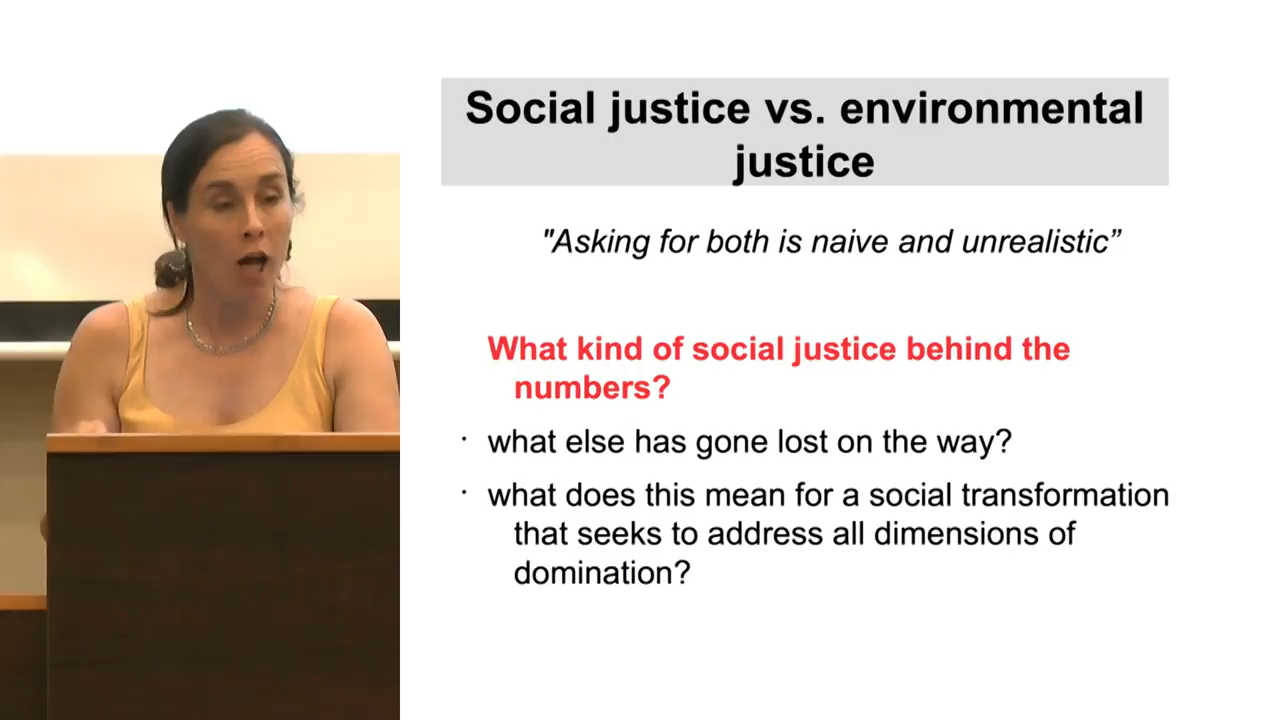 Social justice vs. environmental
justice
"Asking for both is naive and unrealistic”
What kind of social justice behind the
numbers?
· what else has gone lost on the way?
· what does this mean for a social transformation
that seeks to address all dimensions of
domination?